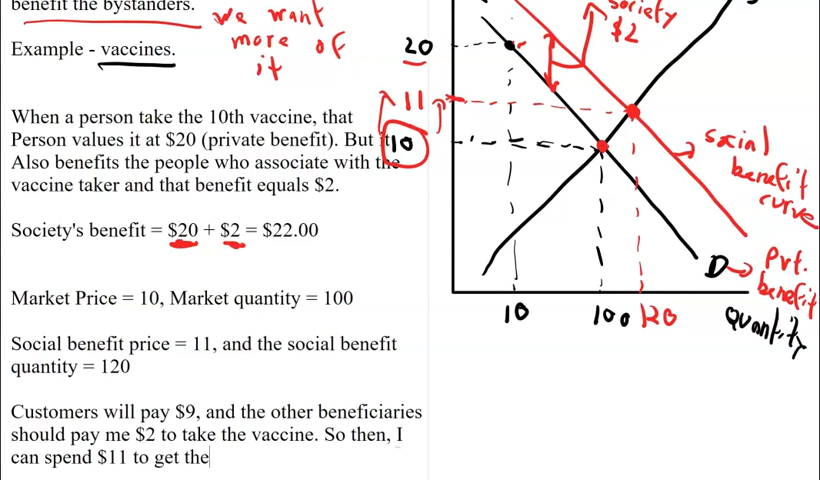 benefit the bystanders.
we want
more of
it
Example - vaccines.
When a person take the 10th vaccine, that
Person values it at $20 (private benefit). But it
Also benefits the people who associate with the
vaccine taker and that benefit equals $2.
Society's benefit = $20 + $2 = $22.00
Market Price = 10, Market quantity = 100
Social benefit price = 11, and the social benefit
quantity = 120
Customers will pay $9, and the other beneficiaries
should pay me $2 to take the vaccine. So then, I
can spend $11 to get the
society
$2
20
11
10
social
benefit
curve
D
Pvt.
benefit
10
100
120
Quantity